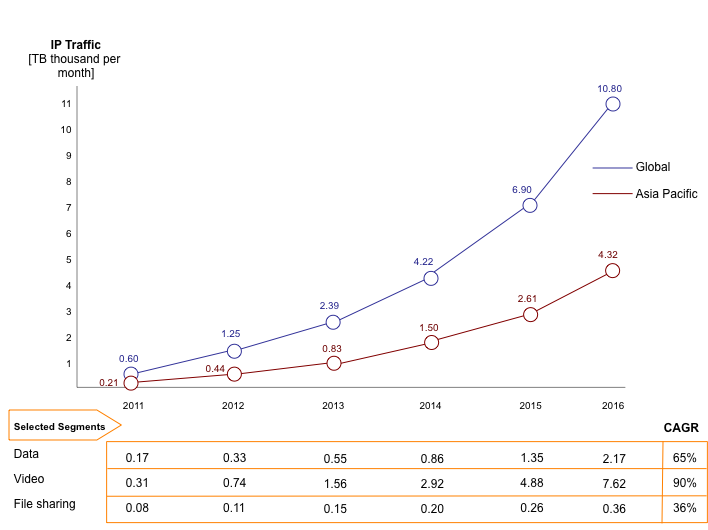 IP Traffic
[TB thousand per
month]
11
10
9
8
7
6
5
4
3
2
1
10.80
6.90
4.22
2.39
1.25
0.60
4.32
2.61
1.50
0.83
0.44
0.21
Global
Asia Pacific
2011 2012 2013 2014 2015 2016
Selected Segments CAGR
Data 0.17 0.33 0.55 0.86 1.35 2.17 65%
Video 0.31 0.74 1.56 2.92 4.88 7.62 90%
File sharing 0.08 0.11 0.15 0.20 0.26 0.36 36%